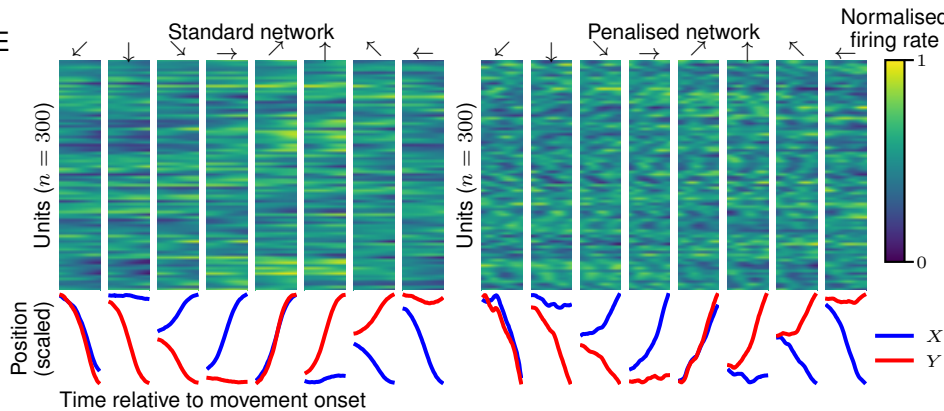 E
Standard network
Penalised network
Normalised
firing rate
↙ ↓ ↘ → ↗ ↑ ↖ ←
↙ ↓ ↘ → ↗ ↑ ↖ ←
Units (n = 300)
Units (n = 300)
1
0
Position
(scaled)
X
Y
Time relative to movement onset